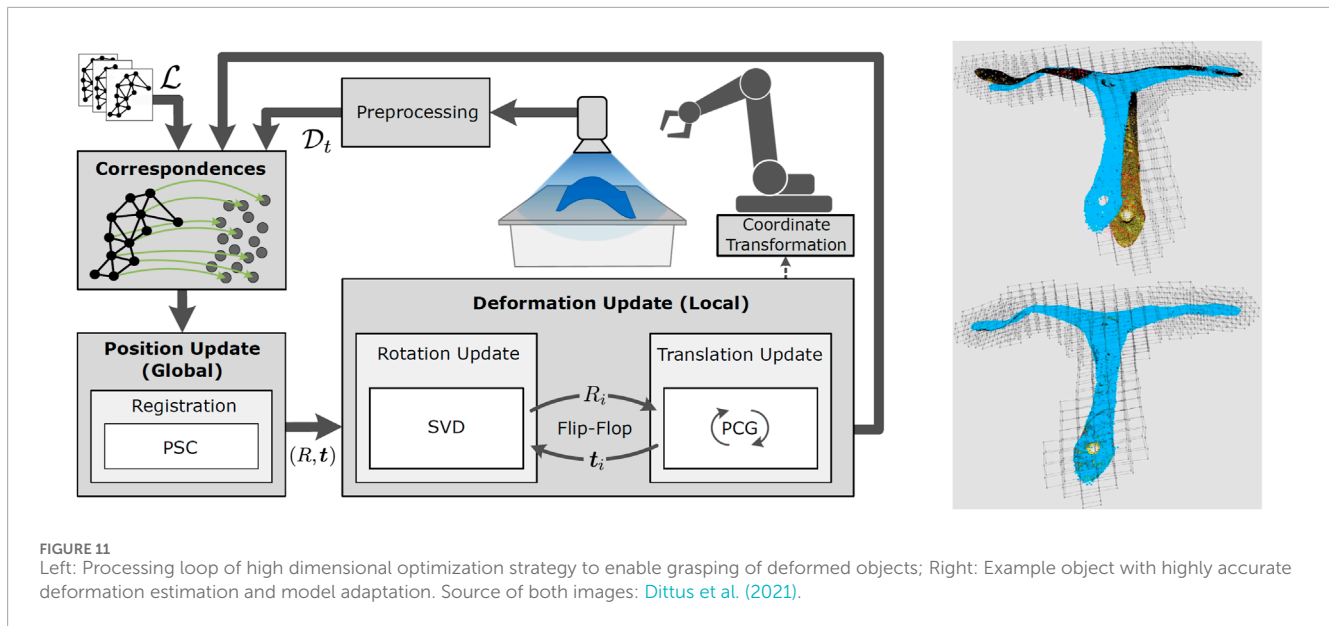 ℒ
Preprocessing
𝒟ₜ
Correspondences
Coordinate
Transformation
Deformation Update (Local)
Position Update
(Global)
Registration
PSC
(R, t)
Rotation Update
SVD
Rᵢ
Flip-Flop
tᵢ
Translation Update
PCG
FIGURE 11
Left: Processing loop of high dimensional optimization strategy to enable grasping of deformed objects; Right: Example object with highly accurate
deformation estimation and model adaptation. Source of both images: Dittus et al. (2021).